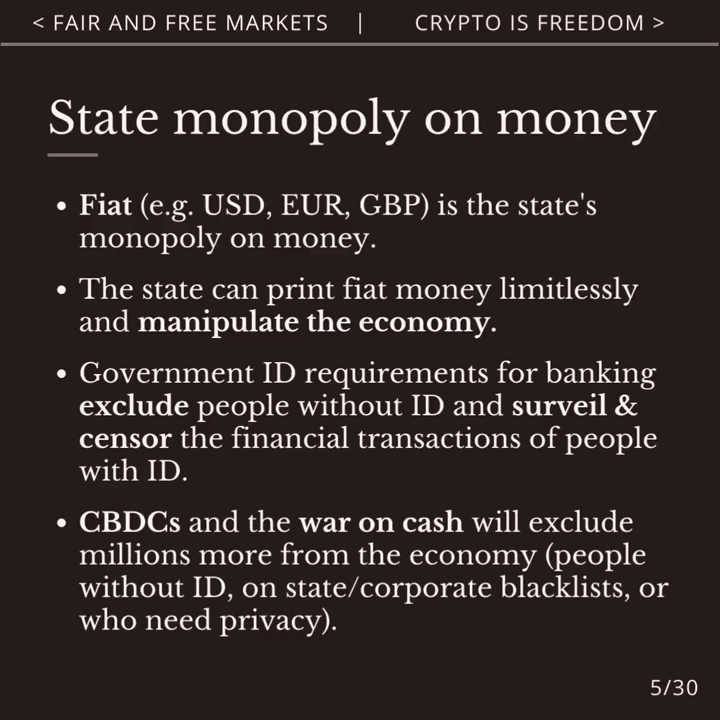 < FAIR AND FREE MARKETS | CRYPTO IS FREEDOM >
State monopoly on money
• Fiat (e.g. USD, EUR, GBP) is the state's
monopoly on money.
• The state can print fiat money limitlessly
and manipulate the economy.
• Government ID requirements for banking
exclude people without ID and surveil &
censor the financial transactions of people
with ID.
• CBDCs and the war on cash will exclude
millions more from the economy (people
without ID, on state/corporate blacklists, or
who need privacy).
5/30